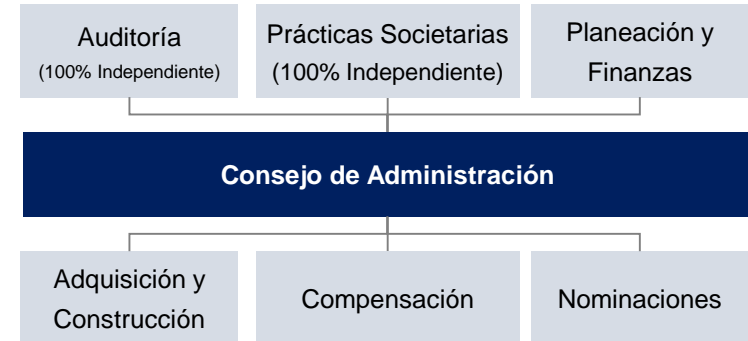 Auditoría
(100% Independiente)
Prácticas Societarias
(100% Independiente)
Planeación y
Finanzas
Consejo de Administración
Adquisición y
Construcción
Compensación
Nominaciones